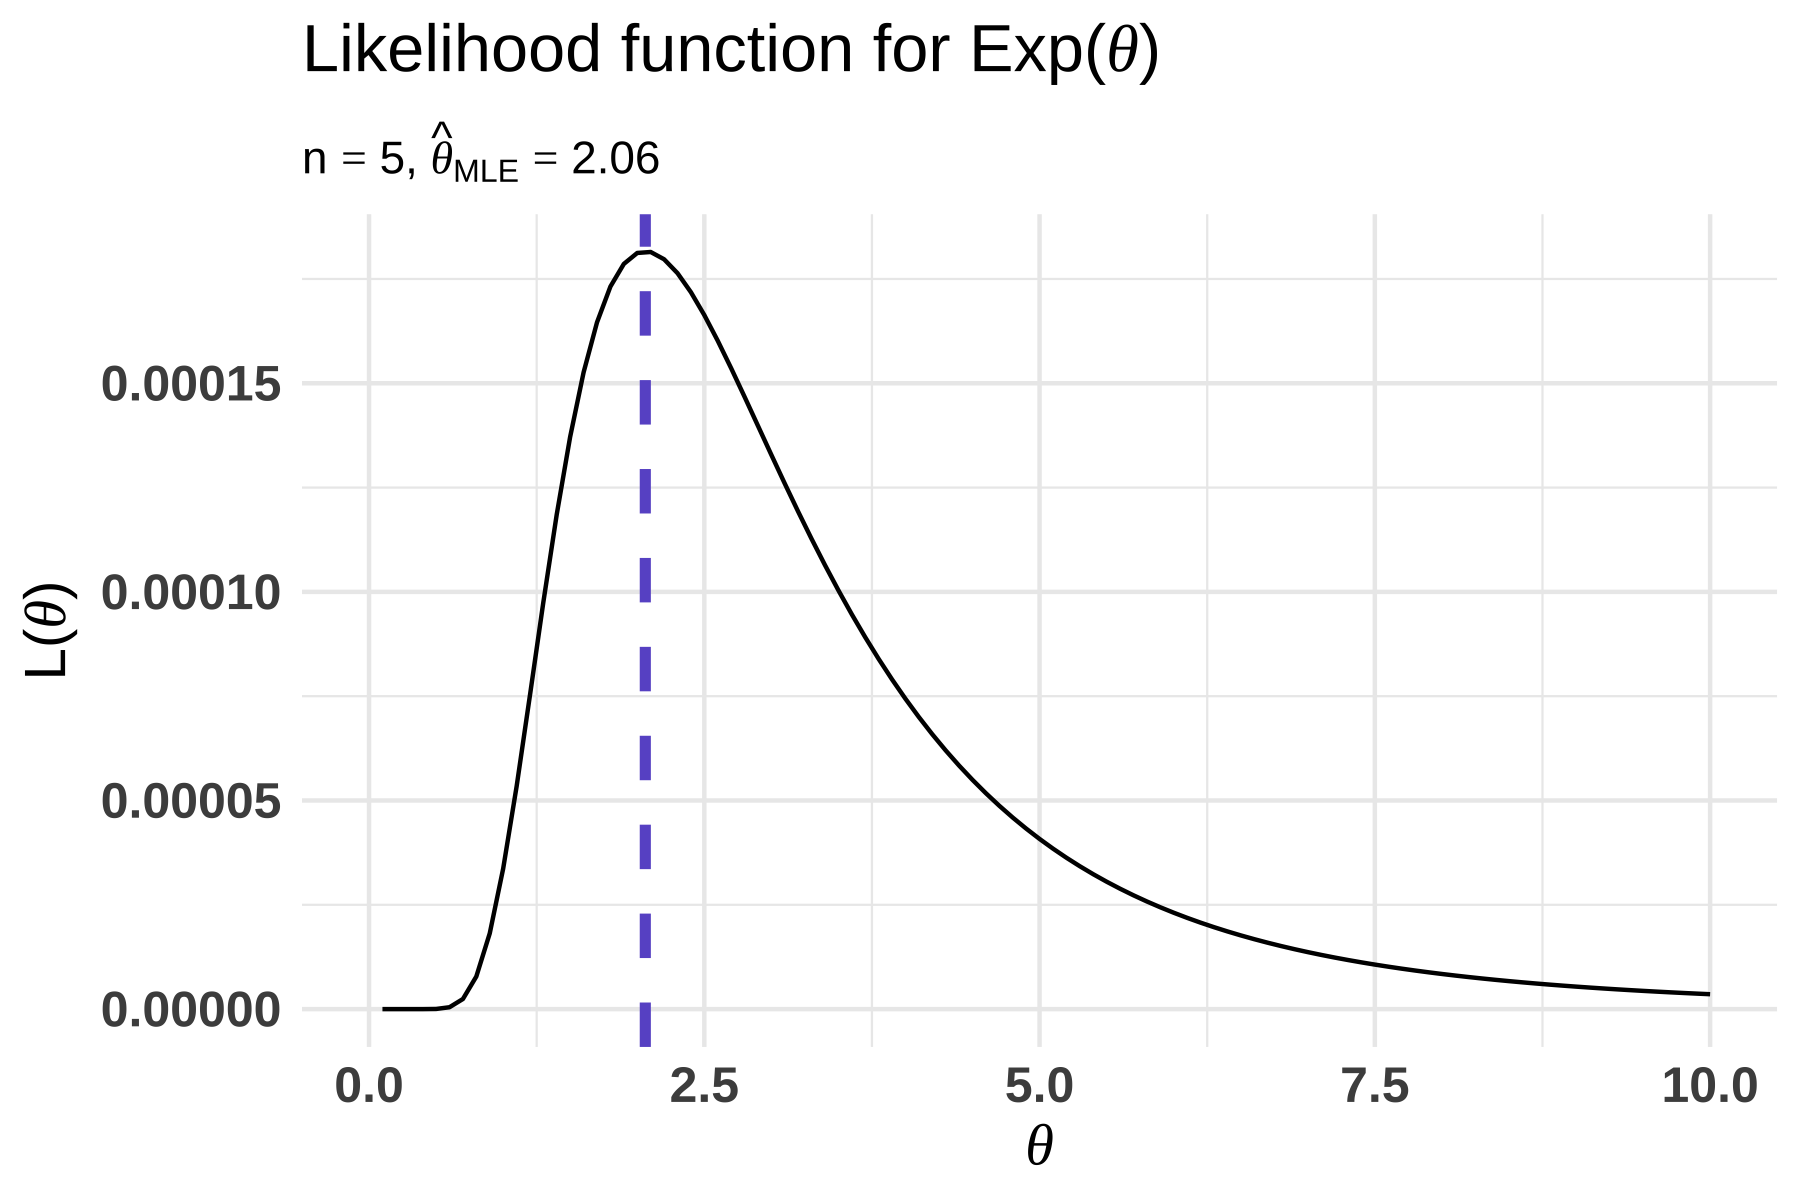 Likelihood function for Exp(θ)
n = 5, θ̂MLE = 2.06
L(θ)
0.00015
0.00010
0.00005
0.00000
0.0 2.5 5.0 7.5 10.0
θ